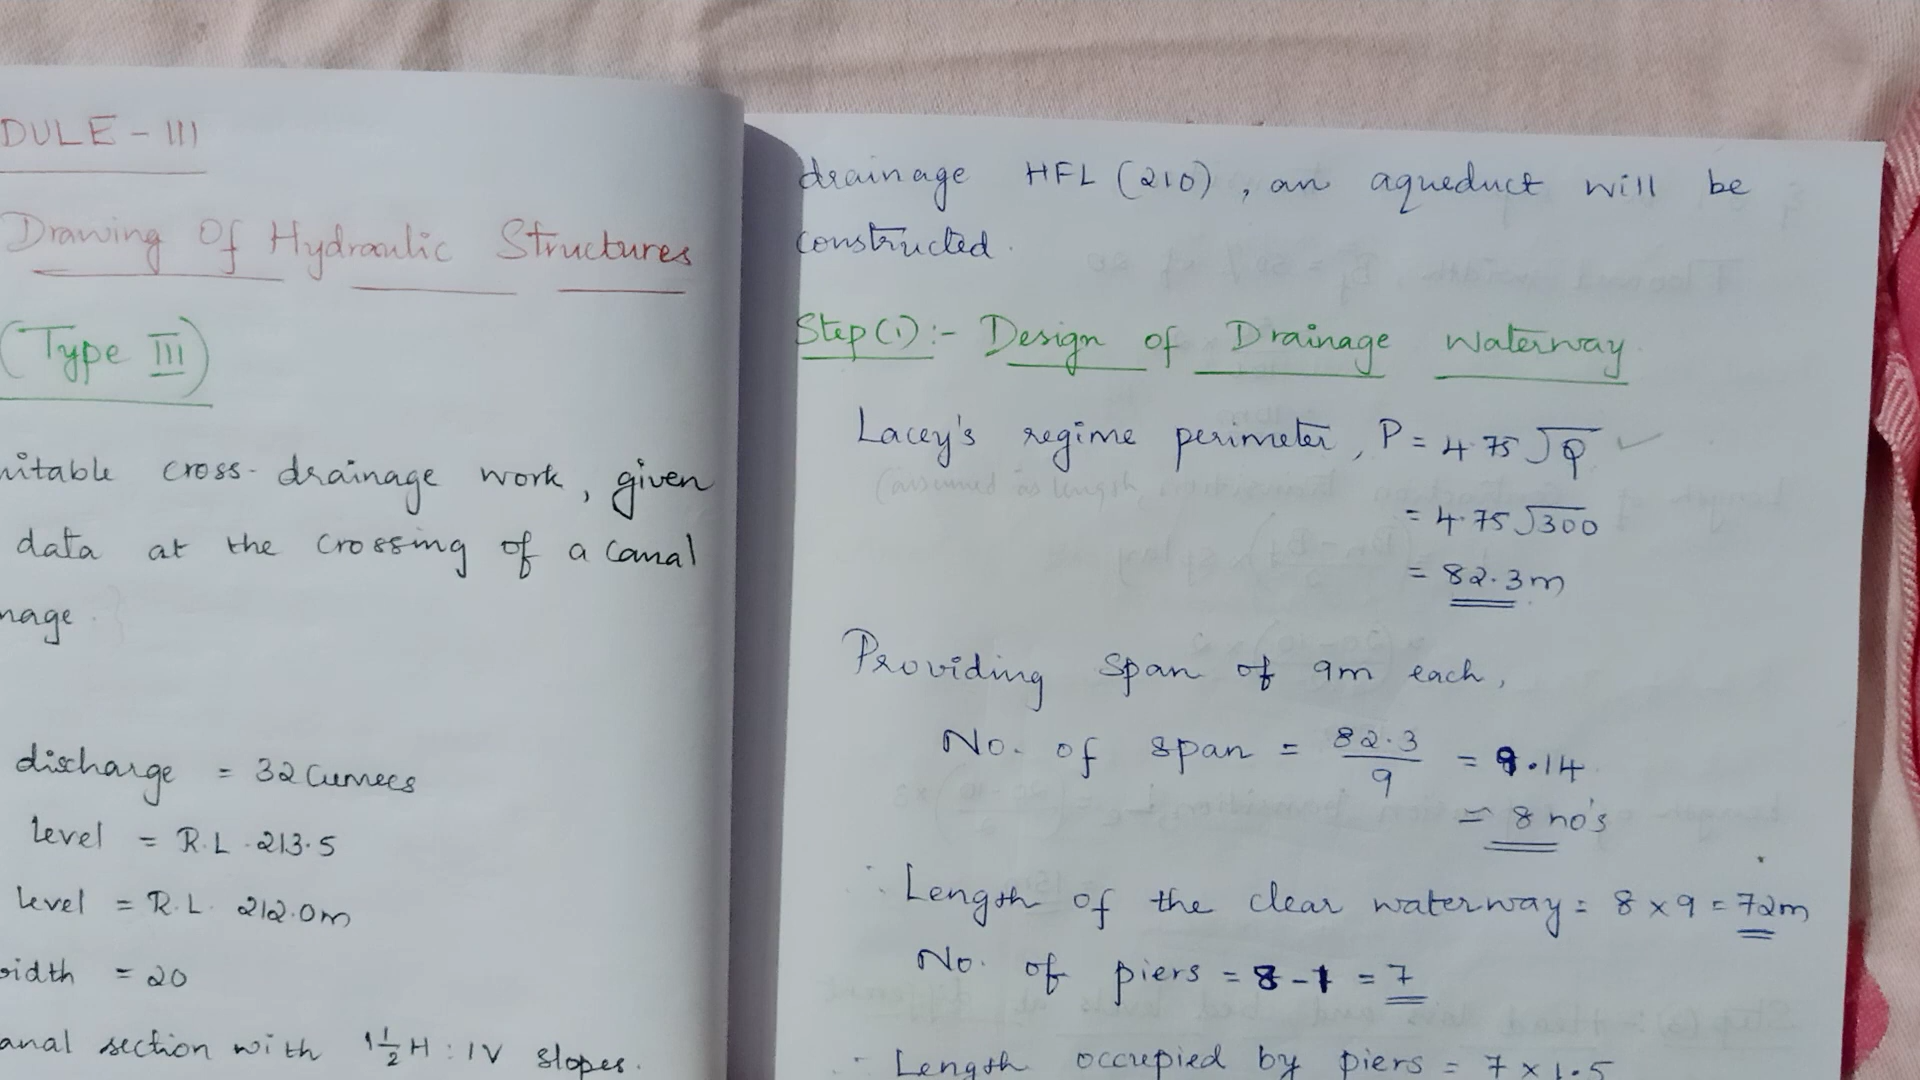 DULE - III
Drawing Of Hydraulic Structures
(Type III)
cross-drainage work, given
data at the crossing of a canal
nage.
discharge = 32 Cumecs
level = R.L. 213.5
level = R.L. 212.0m
width = 20
anal section with 1 1/2 H : 1V slopes.
drainage HFL (210), an aqueduct will be
constructed.
Step (1) :- Design of Drainage Waterway.
Lacey's regime perimeter, P = 4.75 √Q ✓
= 4.75 √300
= 82.3m
Providing span of 9m each,
No. of span = 82.3/9 = 9.14
= 8 no's
∴ Length of the clear waterway = 8 x 9 = 72m
No. of piers = 8 - 1 = 7
∴ Length occupied by piers = 7 x 1.5